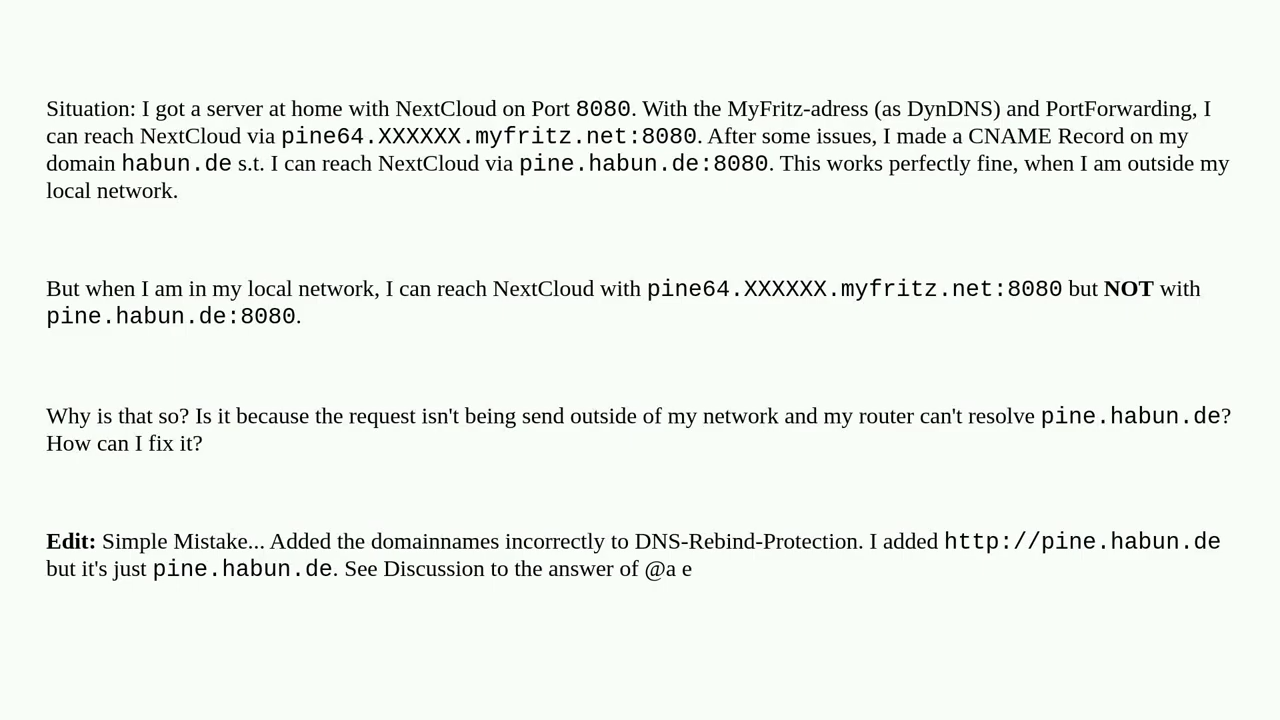 Situation: I got a server at home with NextCloud on Port 8080. With the MyFritz-adress (as DynDNS) and PortForwarding, I
can reach NextCloud via pine64.XXXXXX.myfritz.net:8080. After some issues, I made a CNAME Record on my
domain habun.de s.t. I can reach NextCloud via pine.habun.de:8080. This works perfectly fine, when I am outside my
local network.
But when I am in my local network, I can reach NextCloud with pine64.XXXXXX.myfritz.net:8080 but NOT with
pine.habun.de:8080.
Why is that so? Is it because the request isn't being send outside of my network and my router can't resolve pine.habun.de?
How can I fix it?
Edit: Simple Mistake... Added the domainnames incorrectly to DNS-Rebind-Protection. I added http://pine.habun.de
but it's just pine.habun.de. See Discussion to the answer of @a e